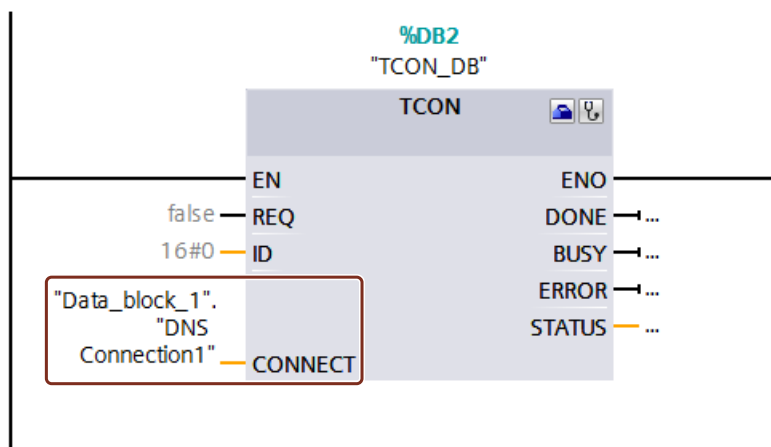 %DB2
"TCON_DB"
TCON
EN ENO
false REQ DONE ...
16#0 ID BUSY ...
ERROR ...
"Data_block_1".
"DNS STATUS ...
Connection1" CONNECT